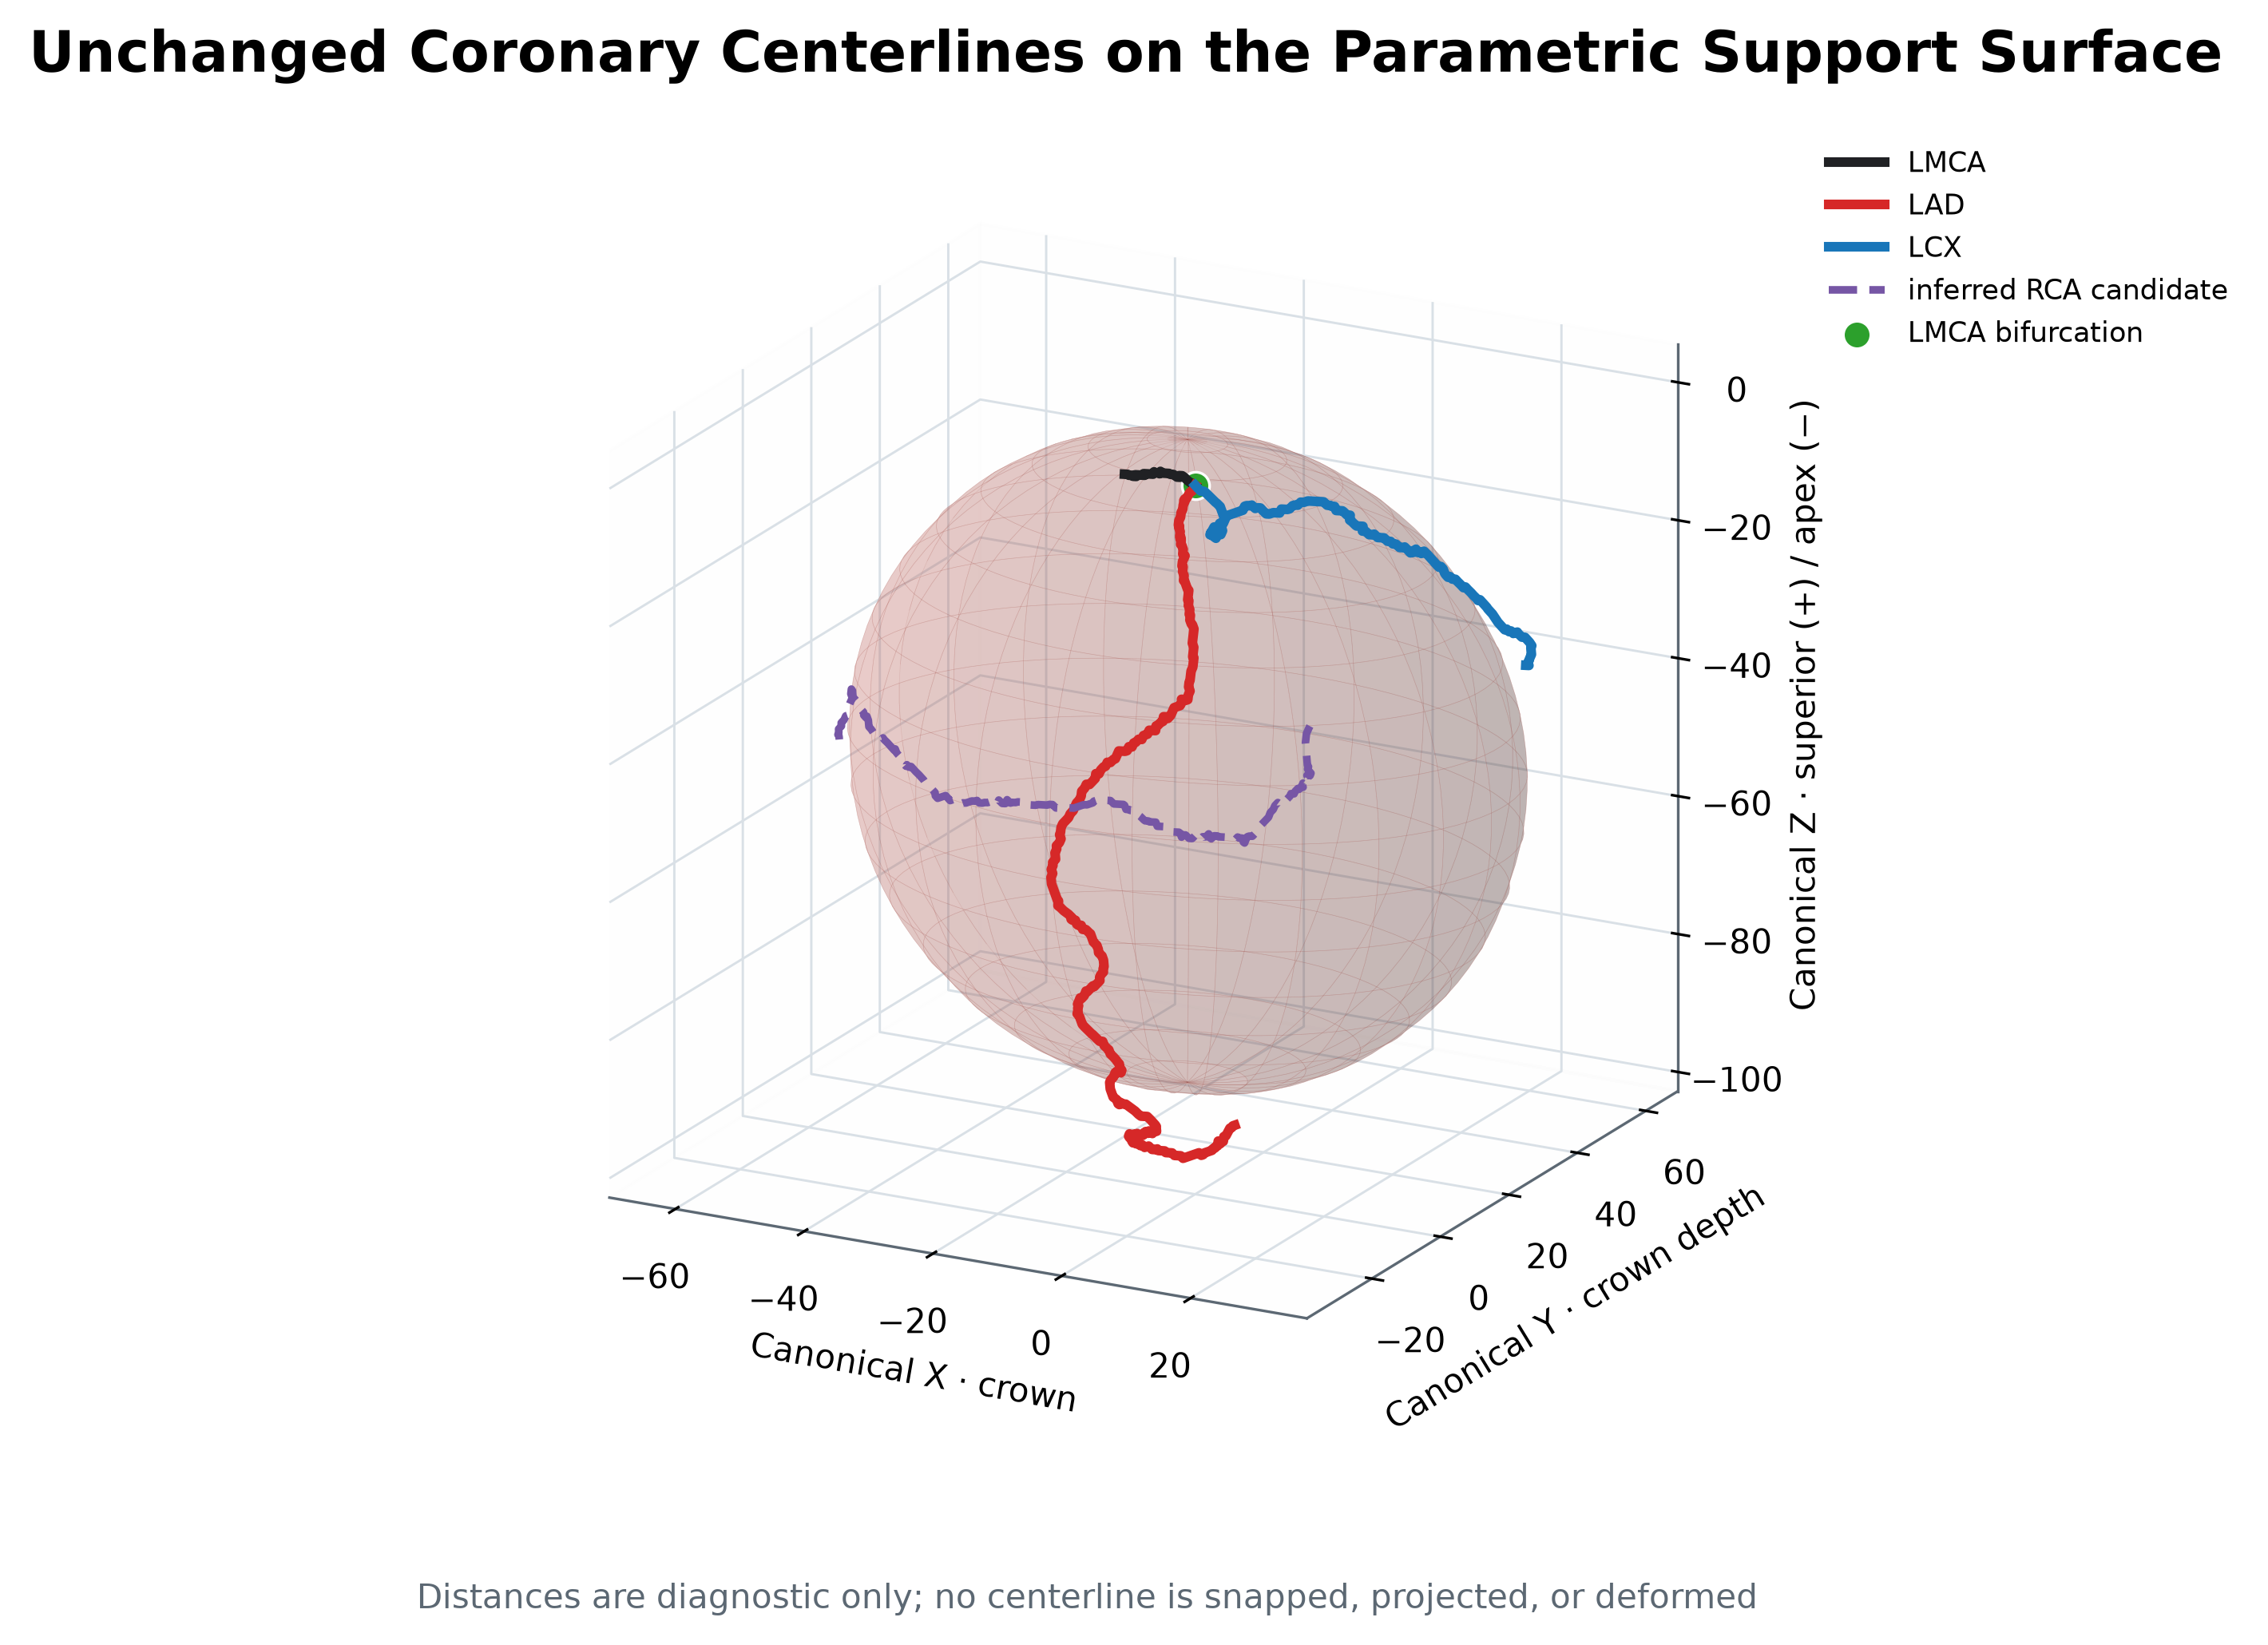 Unchanged Coronary Centerlines on the Parametric Support Surface
LMCA
LAD
LCX
inferred RCA candidate
LMCA bifurcation
0
−20
−40
−60
−80
−100
Canonical Z · superior (+) / apex (−)
60
40
20
0
−20
Canonical Y · crown depth
−60
−40
−20
0
20
Canonical X · crown
Distances are diagnostic only; no centerline is snapped, projected, or deformed